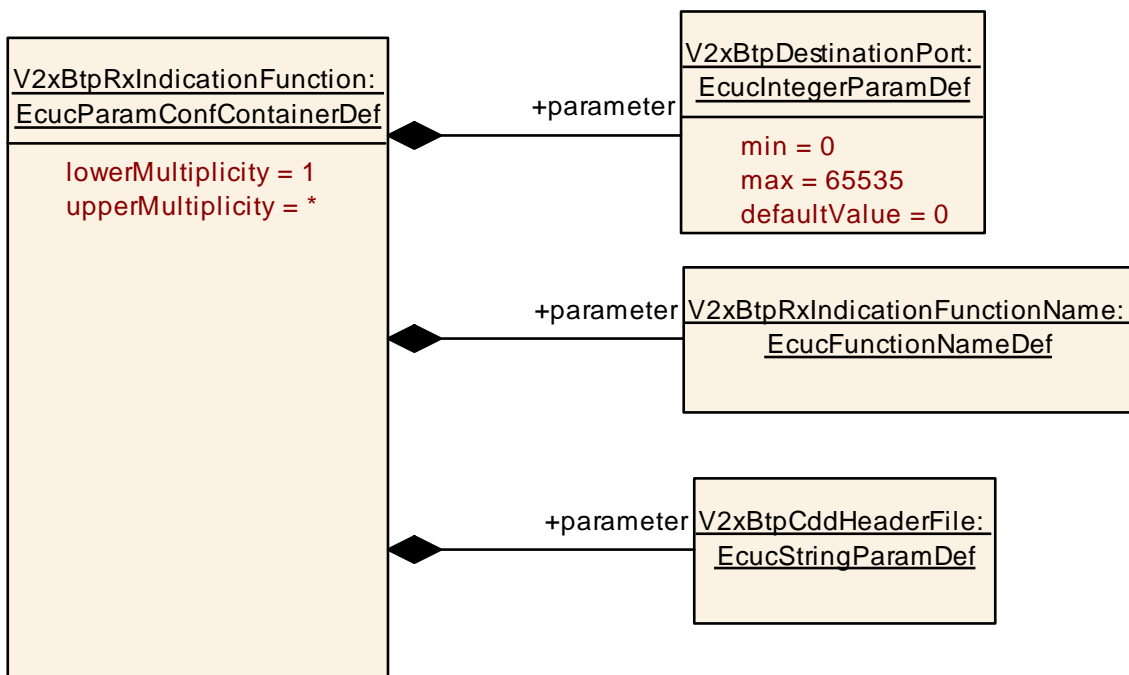 V2xBtpRxIndicationFunction:
EcucParamConfContainerDef
lowerMultiplicity = 1
upperMultiplicity = *
+parameter
V2xBtpDestinationPort:
EcucIntegerParamDef
min = 0
max = 65535
defaultValue = 0
+parameter
V2xBtpRxIndicationFunctionName:
EcucFunctionNameDef
+parameter
V2xBtpCddHeaderFile:
EcucStringParamDef